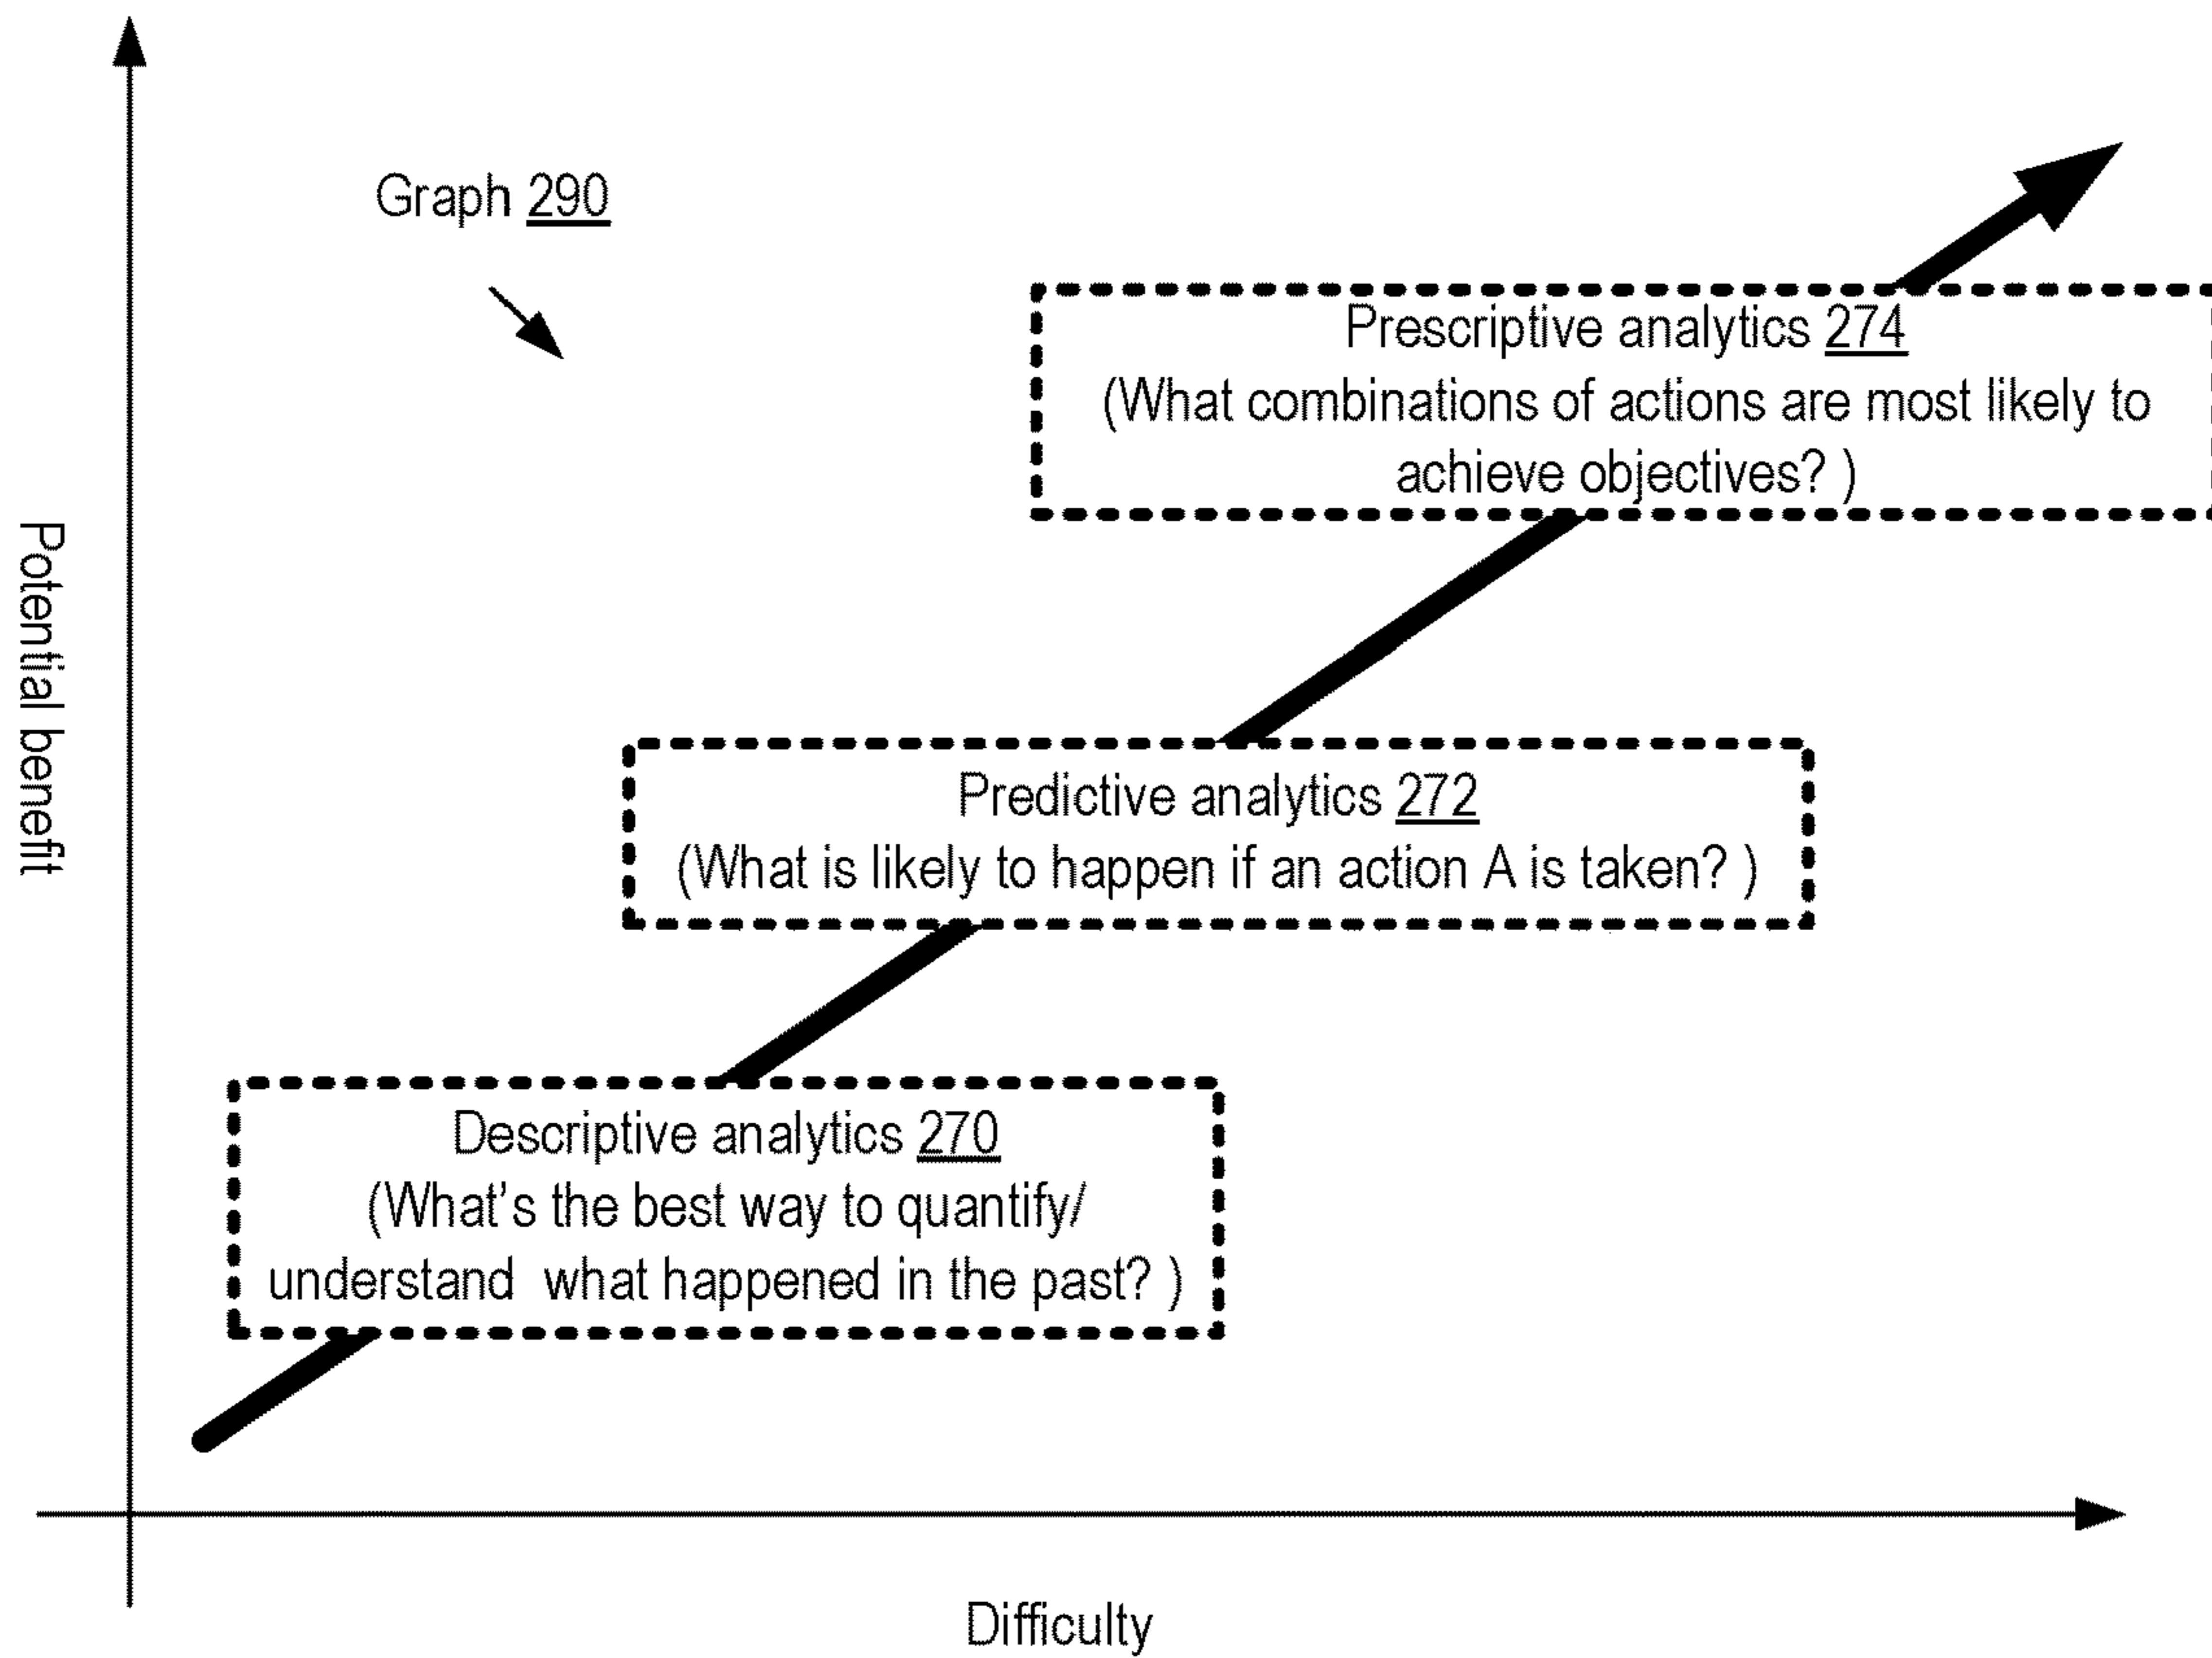 Graph 290
Prescriptive analytics 274
(What combinations of actions are most likely to
achieve objectives? )
Potential benefit
Predictive analytics 272
(What is likely to happen if an action A is taken? )
Descriptive analytics 270
(What's the best way to quantify/
understand  what happened in the past? )
Difficulty